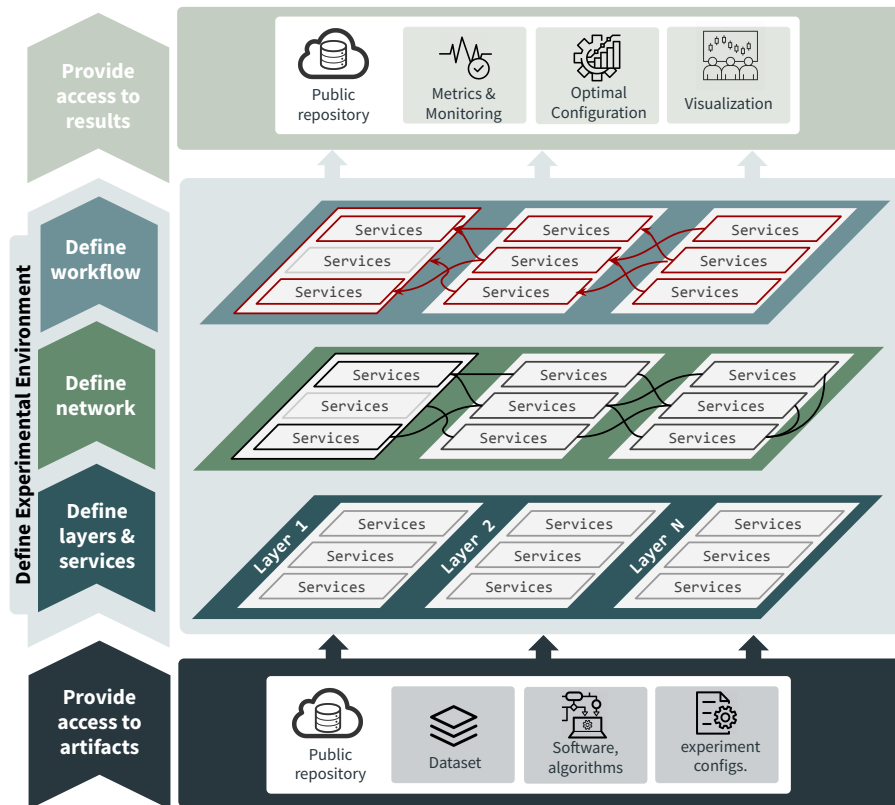 Provide
access to
results
Public
repository
Metrics &
Monitoring
Optimal
Configuration
Visualization
Define Experimental Environment
Define
workflow
Services
Services
Services
Services
Services
Services
Services
Services
Services
Define
network
Services
Services
Services
Services
Services
Services
Services
Services
Services
Define
layers &
services
Layer 1
Services
Services
Services
Layer 2
Services
Services
Services
Layer N
Services
Services
Services
Provide
access to
artifacts
Public
repository
Dataset
Software,
algorithms
experiment
configs.